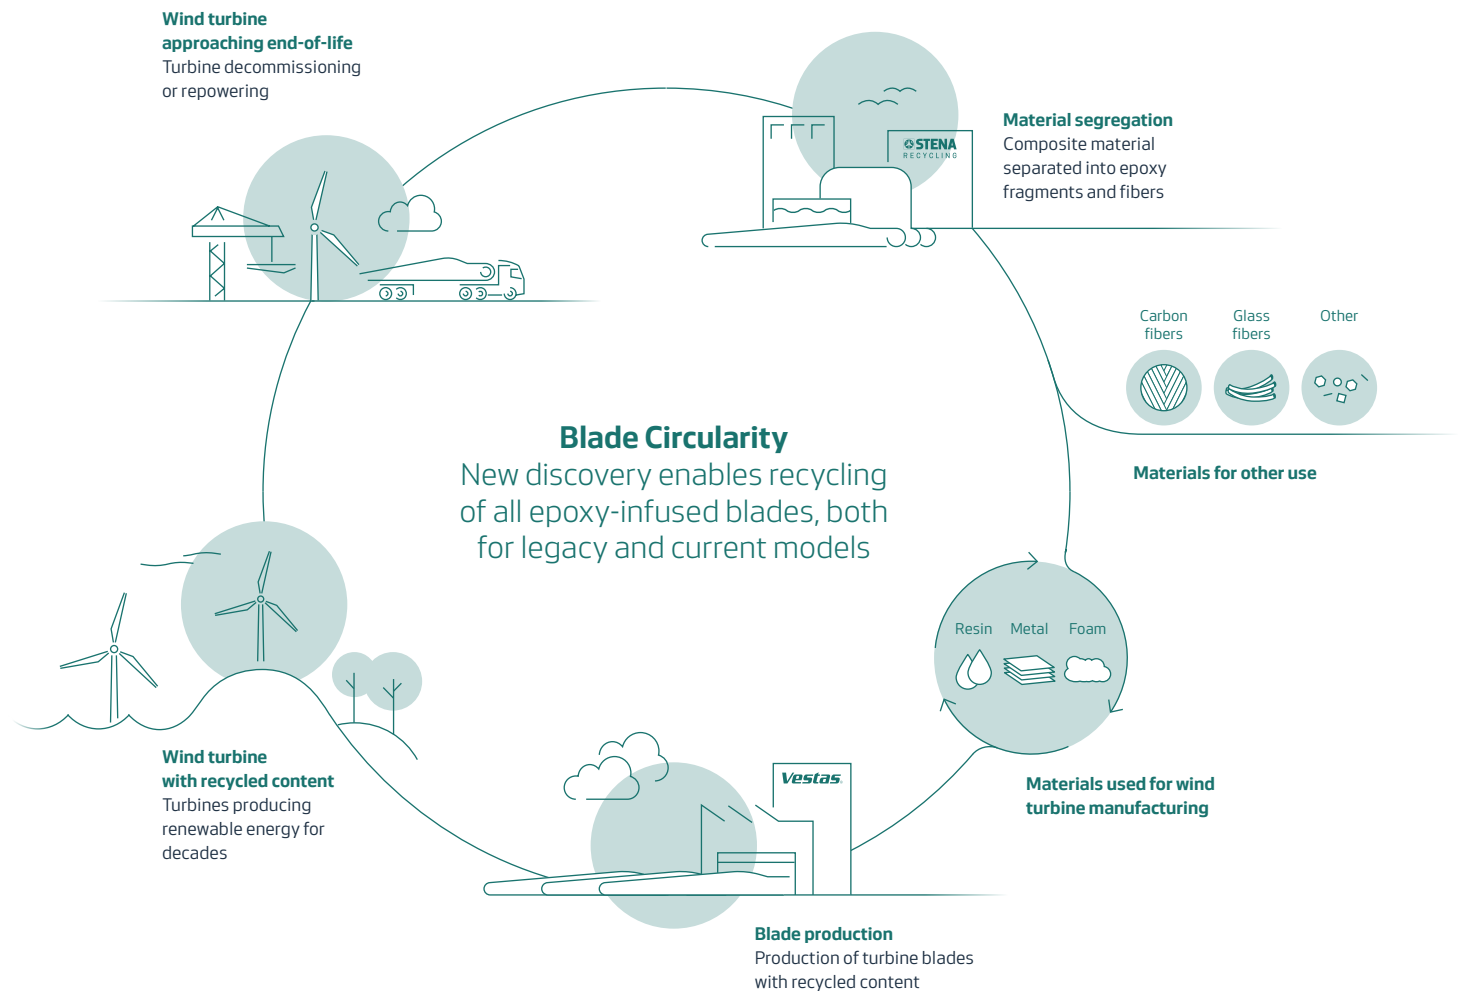 Wind turbine
approaching end-of-life
Turbine decommissioning
or repowering
STENA
RECYCLING
Material segregation
Composite material
separated into epoxy
fragments and fibers
Carbon
fibers
Glass
fibers
Other
Materials for other use
Blade Circularity
New discovery enables recycling
of all epoxy-infused blades, both
for legacy and current models
Resin
Metal
Foam
Materials used for wind
turbine manufacturing
Vestas
Blade production
Production of turbine blades
with recycled content
Wind turbine
with recycled content
Turbines producing
renewable energy for
decades